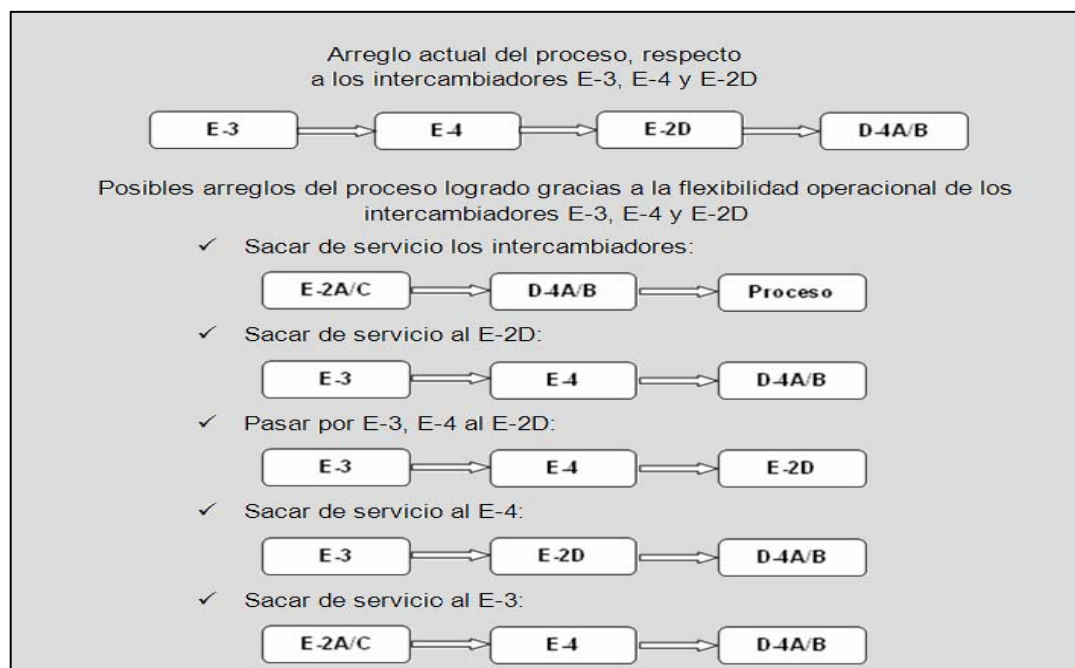 Arreglo actual del proceso, respecto
a los intercambiadores E-3, E-4 y E-2D
E-3 E-4 E-2D D-4A/B
Posibles arreglos del proceso logrado gracias a la flexibilidad operacional de los
intercambiadores E-3, E-4 y E-2D
✓ Sacar de servicio los intercambiadores:
E-2A/C D-4A/B Proceso
✓ Sacar de servicio al E-2D:
E-3 E-4 D-4A/B
✓ Pasar por E-3, E-4 al E-2D:
E-3 E-4 E-2D
✓ Sacar de servicio al E-4:
E-3 E-2D D-4A/B
✓ Sacar de servicio al E-3:
E-2A/C E-4 D-4A/B